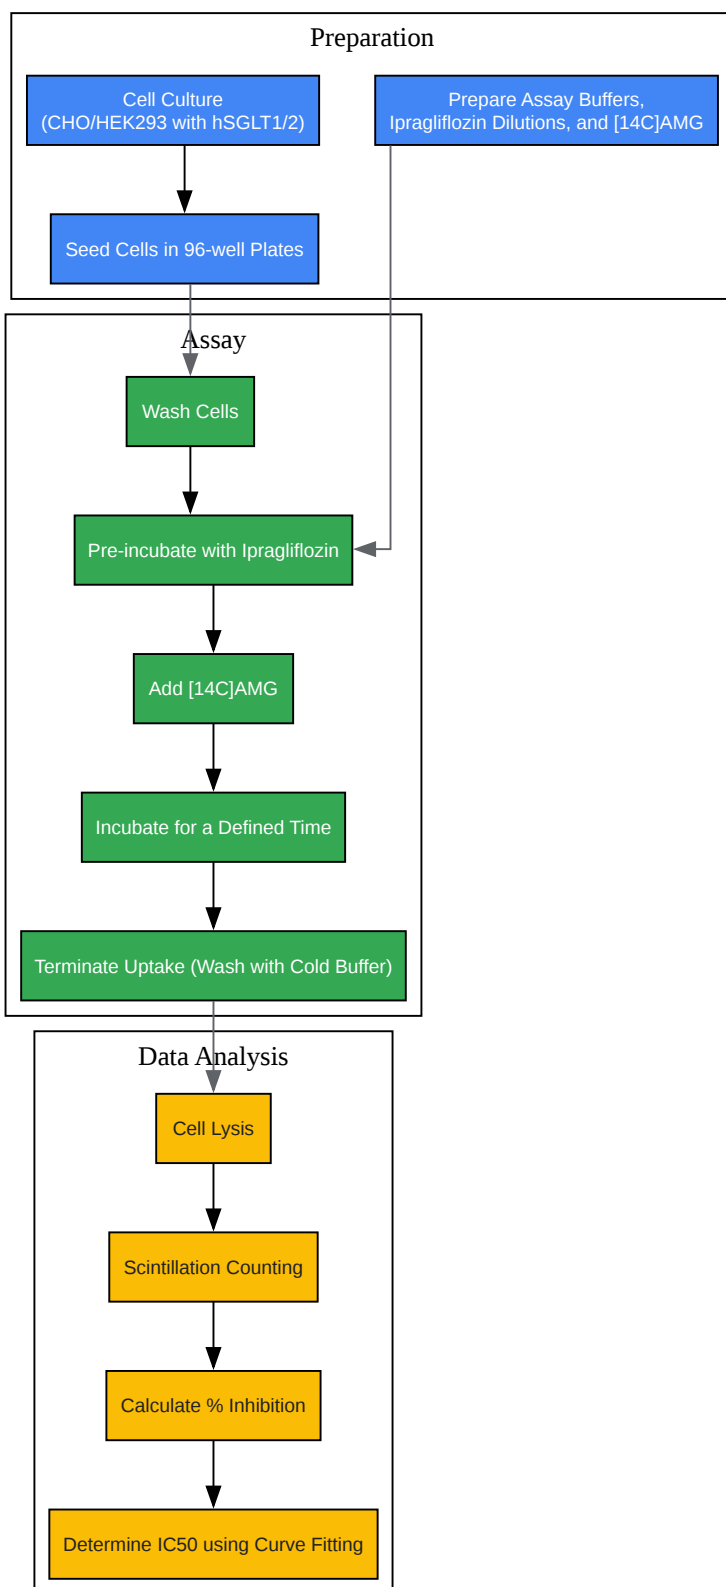 Preparation
Cell Culture
(CHO/HEK293 with hSGLT1/2)
Prepare Assay Buffers,
Ipragliflozin Dilutions, and [14C]AMG
Seed Cells in 96-well Plates
Assay
Wash Cells
Pre-incubate with Ipragliflozin
Add [14C]AMG
Incubate for a Defined Time
Terminate Uptake (Wash with Cold Buffer)
Data Analysis
Cell Lysis
Scintillation Counting
Calculate % Inhibition
Determine IC50 using Curve Fitting